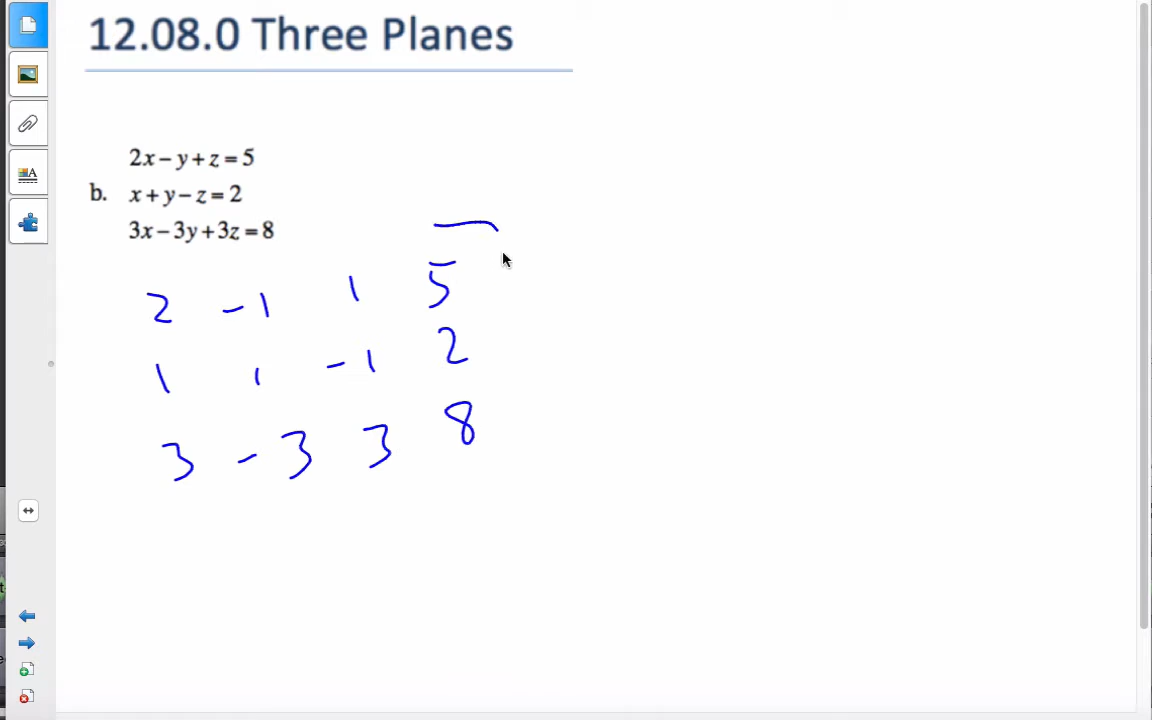 12.08.0 Three Planes
2x − y + z = 5
b. x + y − z = 2
3x − 3y + 3z = 8
2 -1 1 5
1 1 -1 2
3 -3 3 8